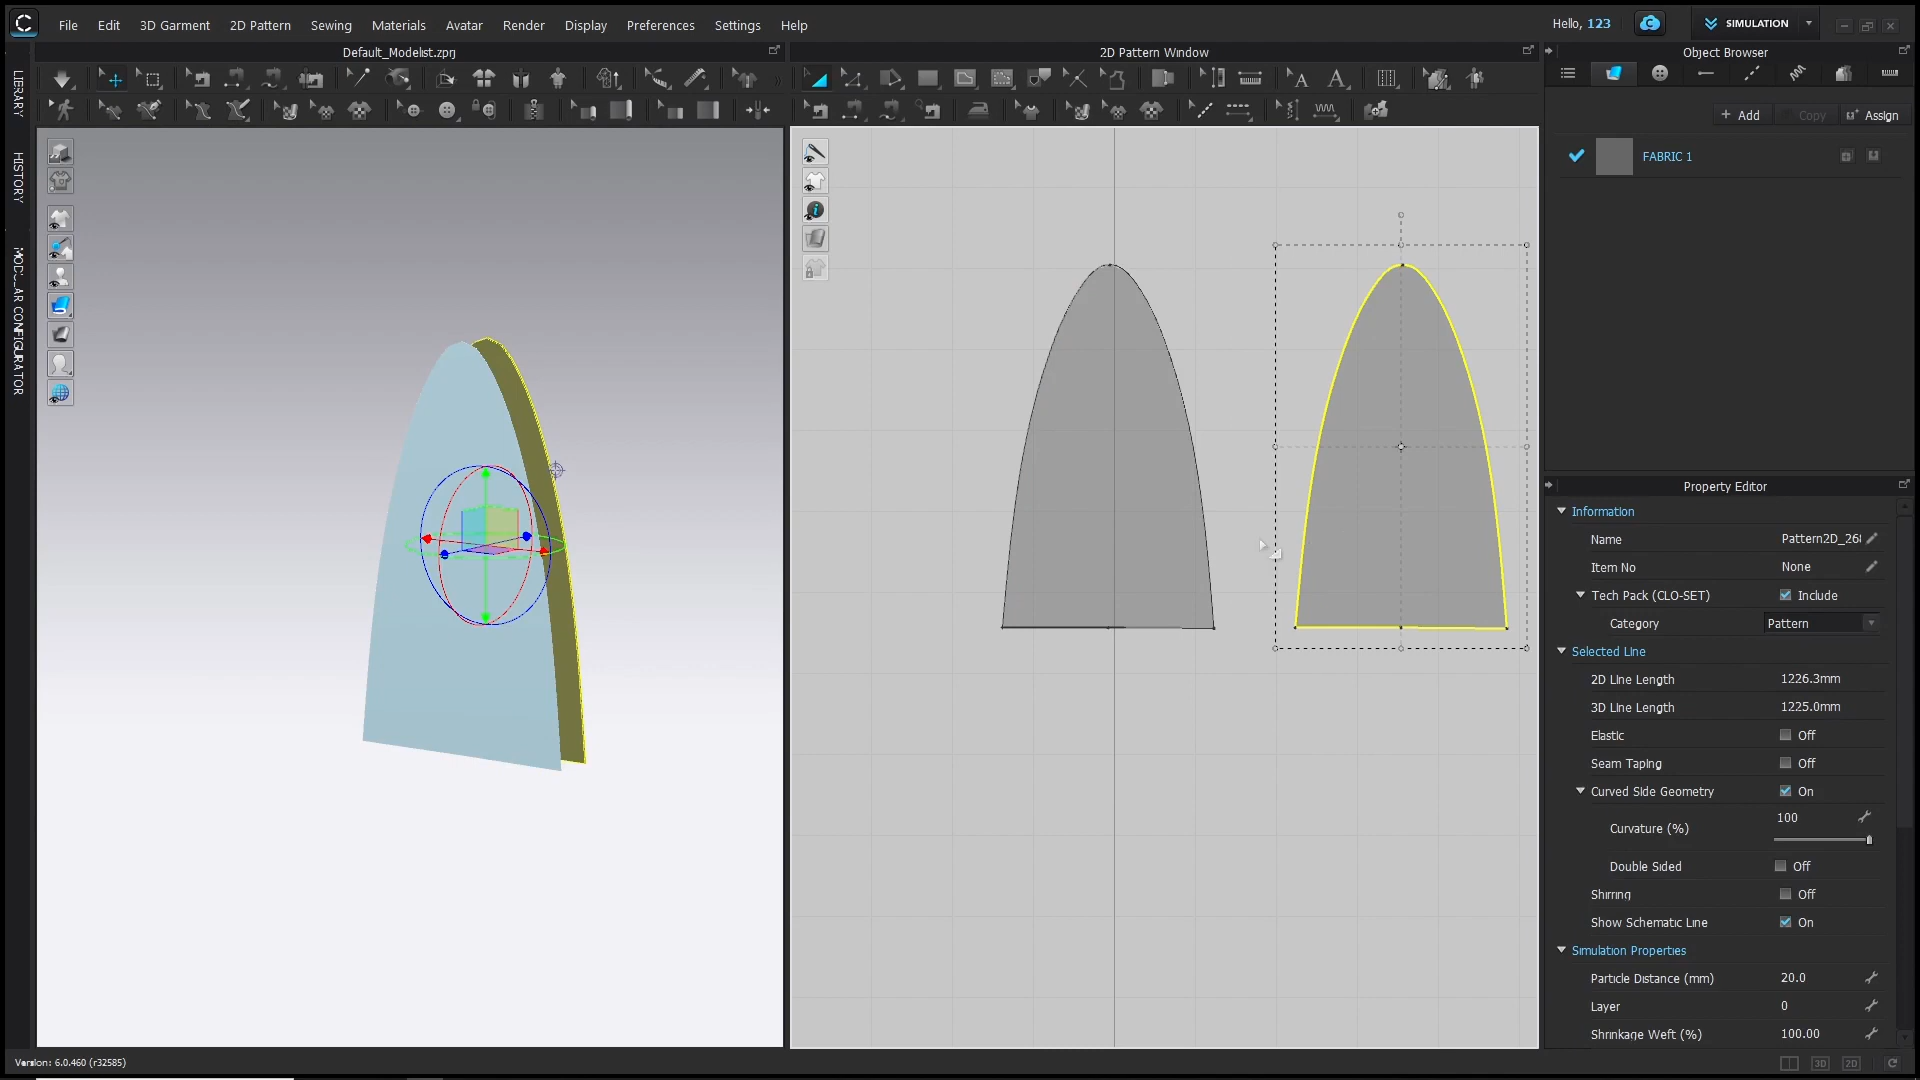 File Edit 3D Garment 2D Pattern Sewing Materials Avatar Render Display Preferences Settings Help
Hello, 123
SIMULATION
Default_Modelist.zprj
2D Pattern Window
Object Browser
LIBRARY
HISTORY
MODULAR CONFIGURATOR
+ Add Copy Assign
FABRIC 1
Property Editor
Information
Name Pattern2D_26
Item No None
Tech Pack (CLO-SET) Include
Category Pattern
Selected Line
2D Line Length 1226.3mm
3D Line Length 1225.0mm
Elastic Off
Seam Taping Off
Curved Side Geometry On
Curvature (%) 100
Double Sided Off
Shirring Off
Show Schematic Line On
Simulation Properties
Particle Distance (mm) 20.0
Layer 0
Shrinkage Weft (%) 100.00
Version: 6.0.460 (r32585)
3D 2D